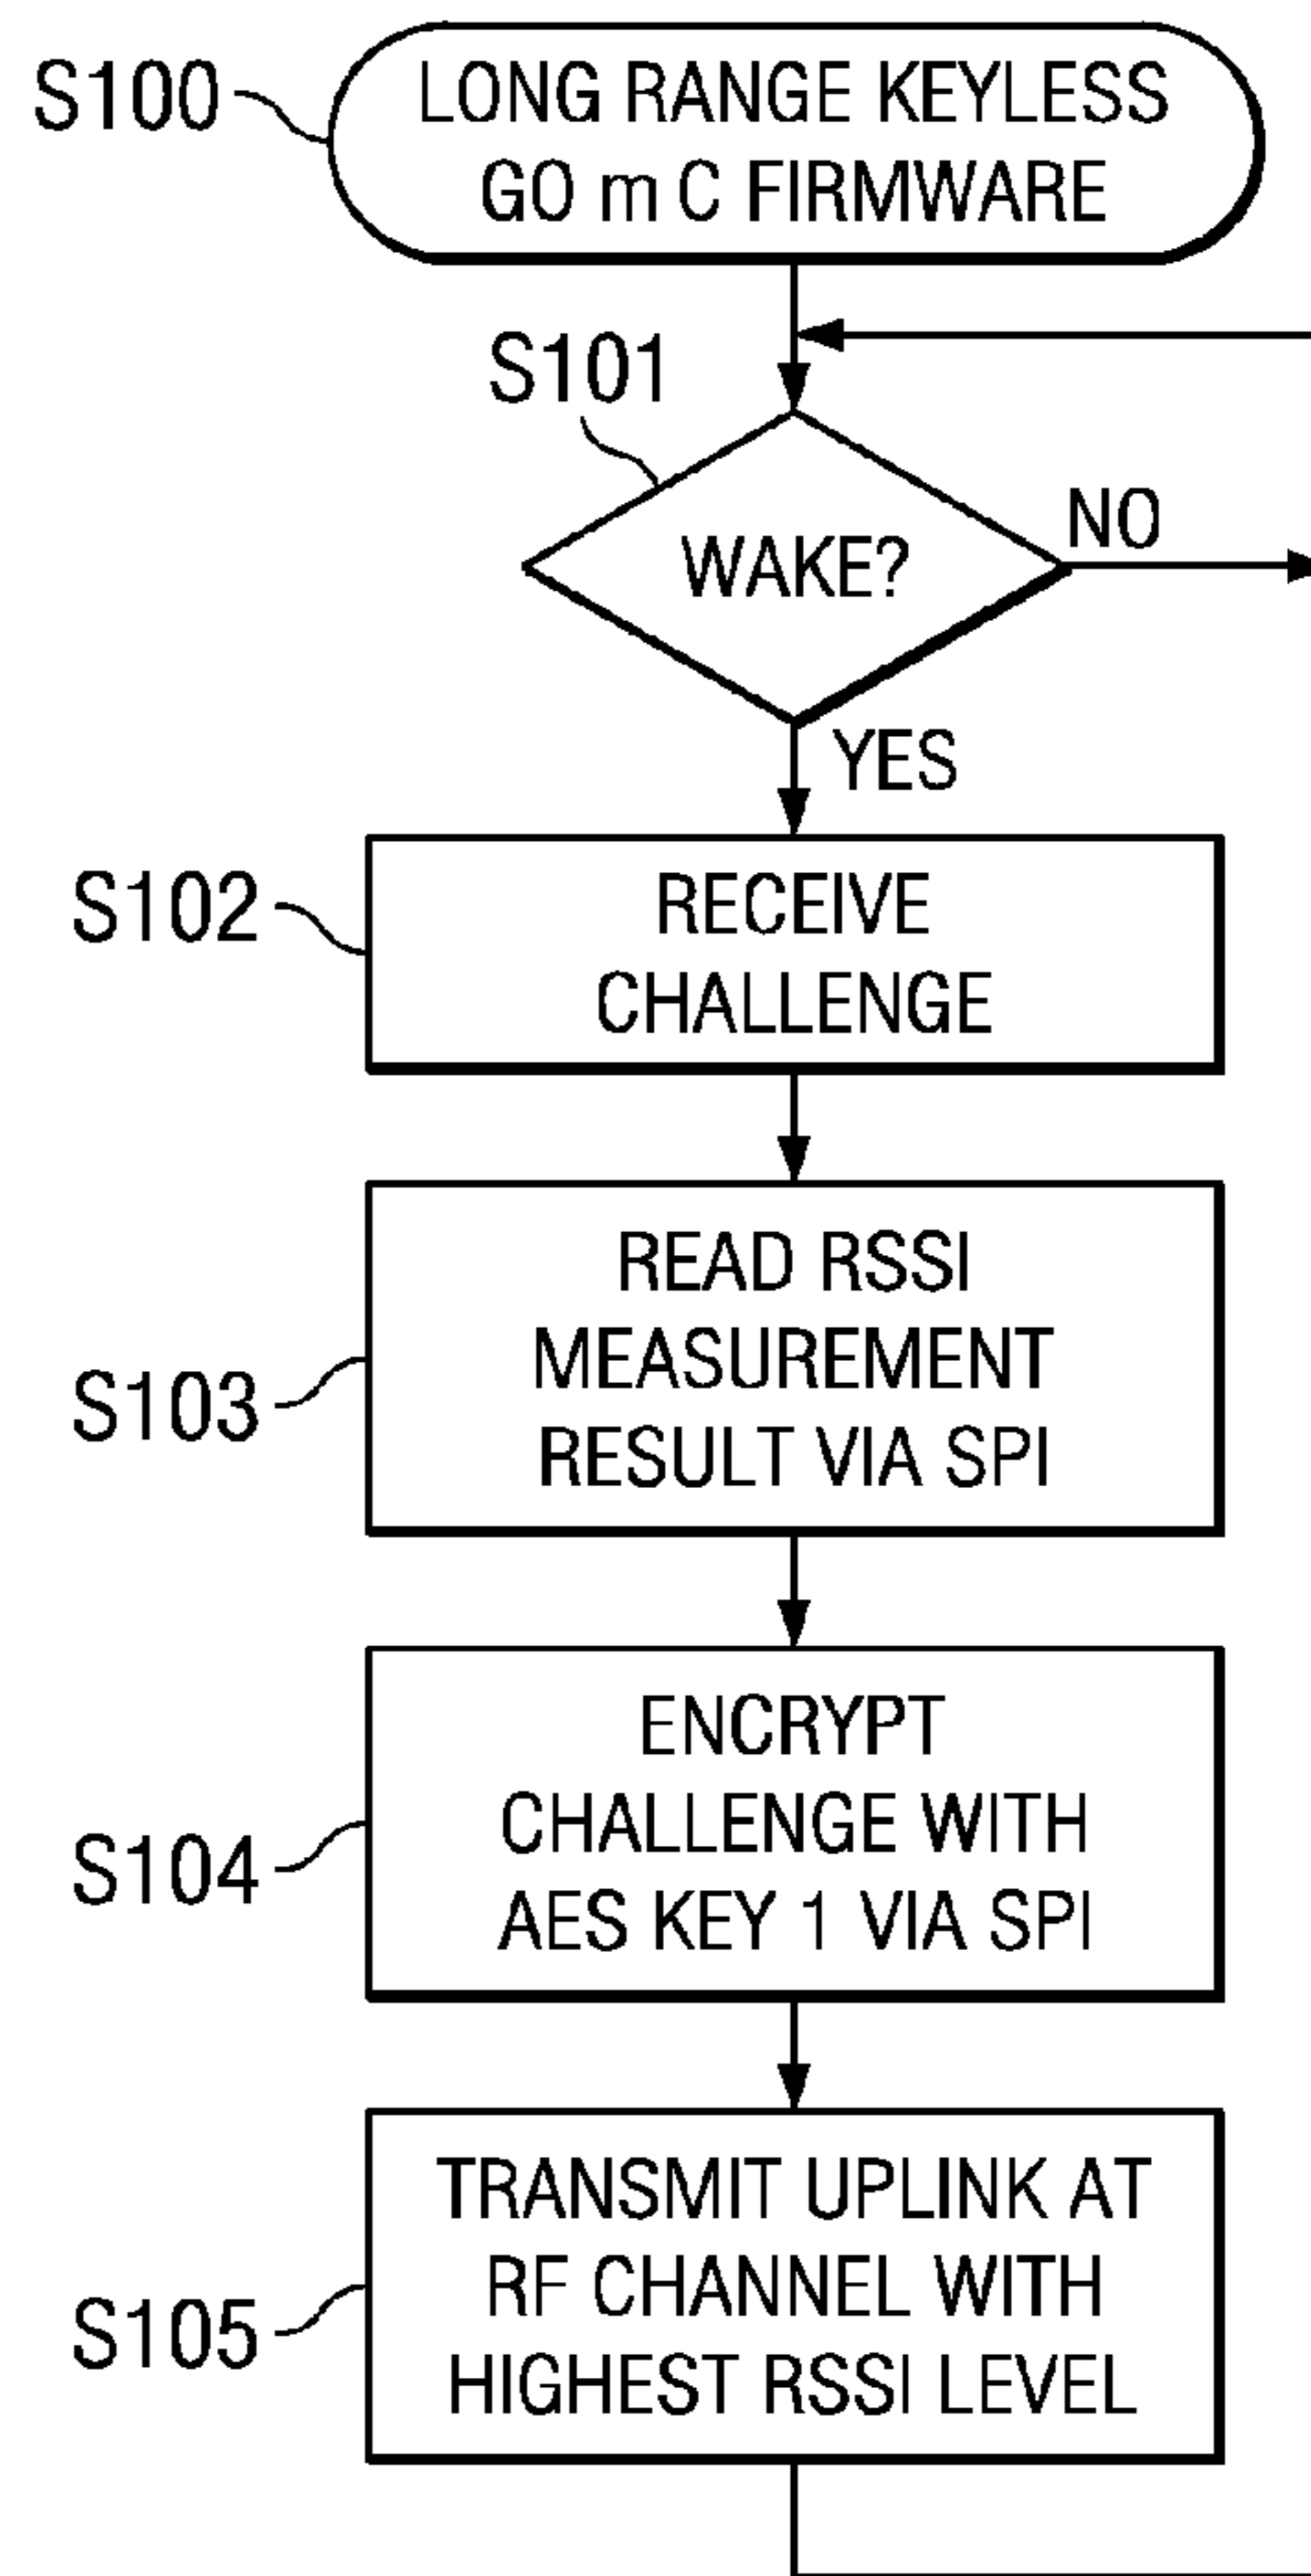 S100
LONG RANGE KEYLESS
GO m C FIRMWARE
S101
WAKE?
NO
YES
S102
RECEIVE
CHALLENGE
S103
READ RSSI
MEASUREMENT
RESULT VIA SPI
S104
ENCRYPT
CHALLENGE WITH
AES KEY 1 VIA SPI
S105
TRANSMIT UPLINK AT
RF CHANNEL WITH
HIGHEST RSSI LEVEL